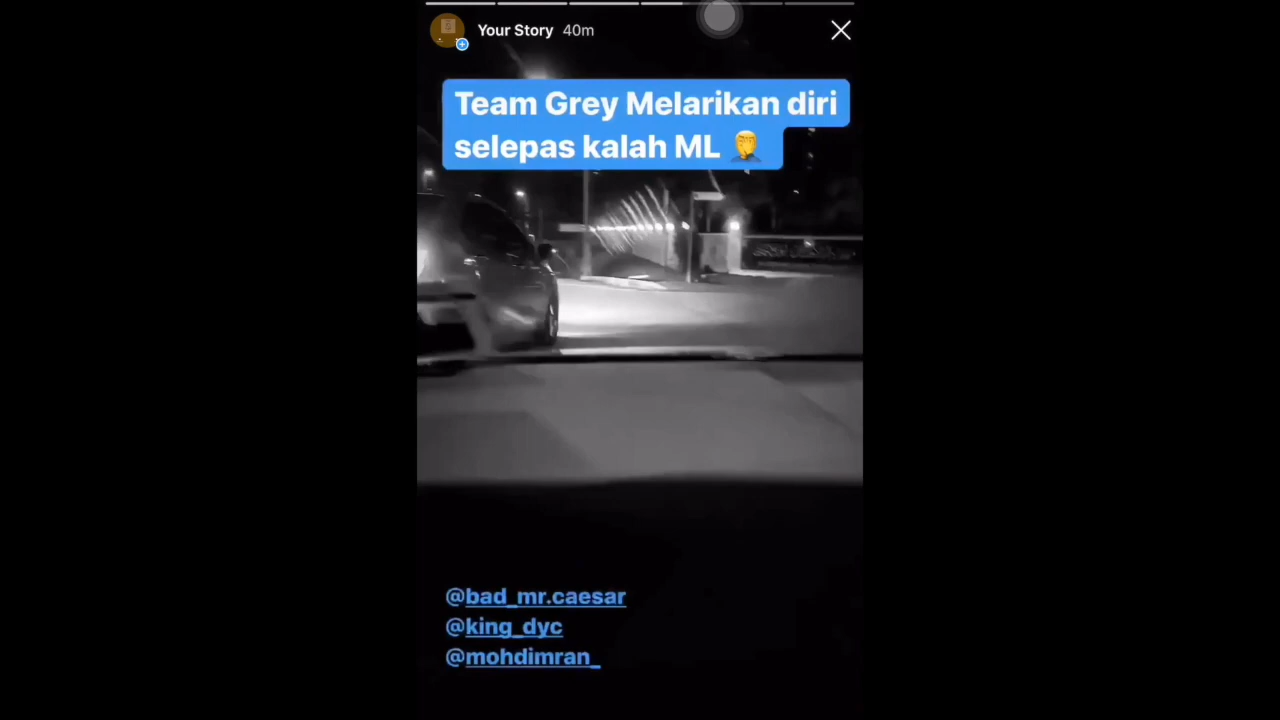 Your Story 40m
Team Grey Melarikan diri
selepas kalah ML 🤦
@bad_mr.caesar
@king_dyc
@mohdimran_